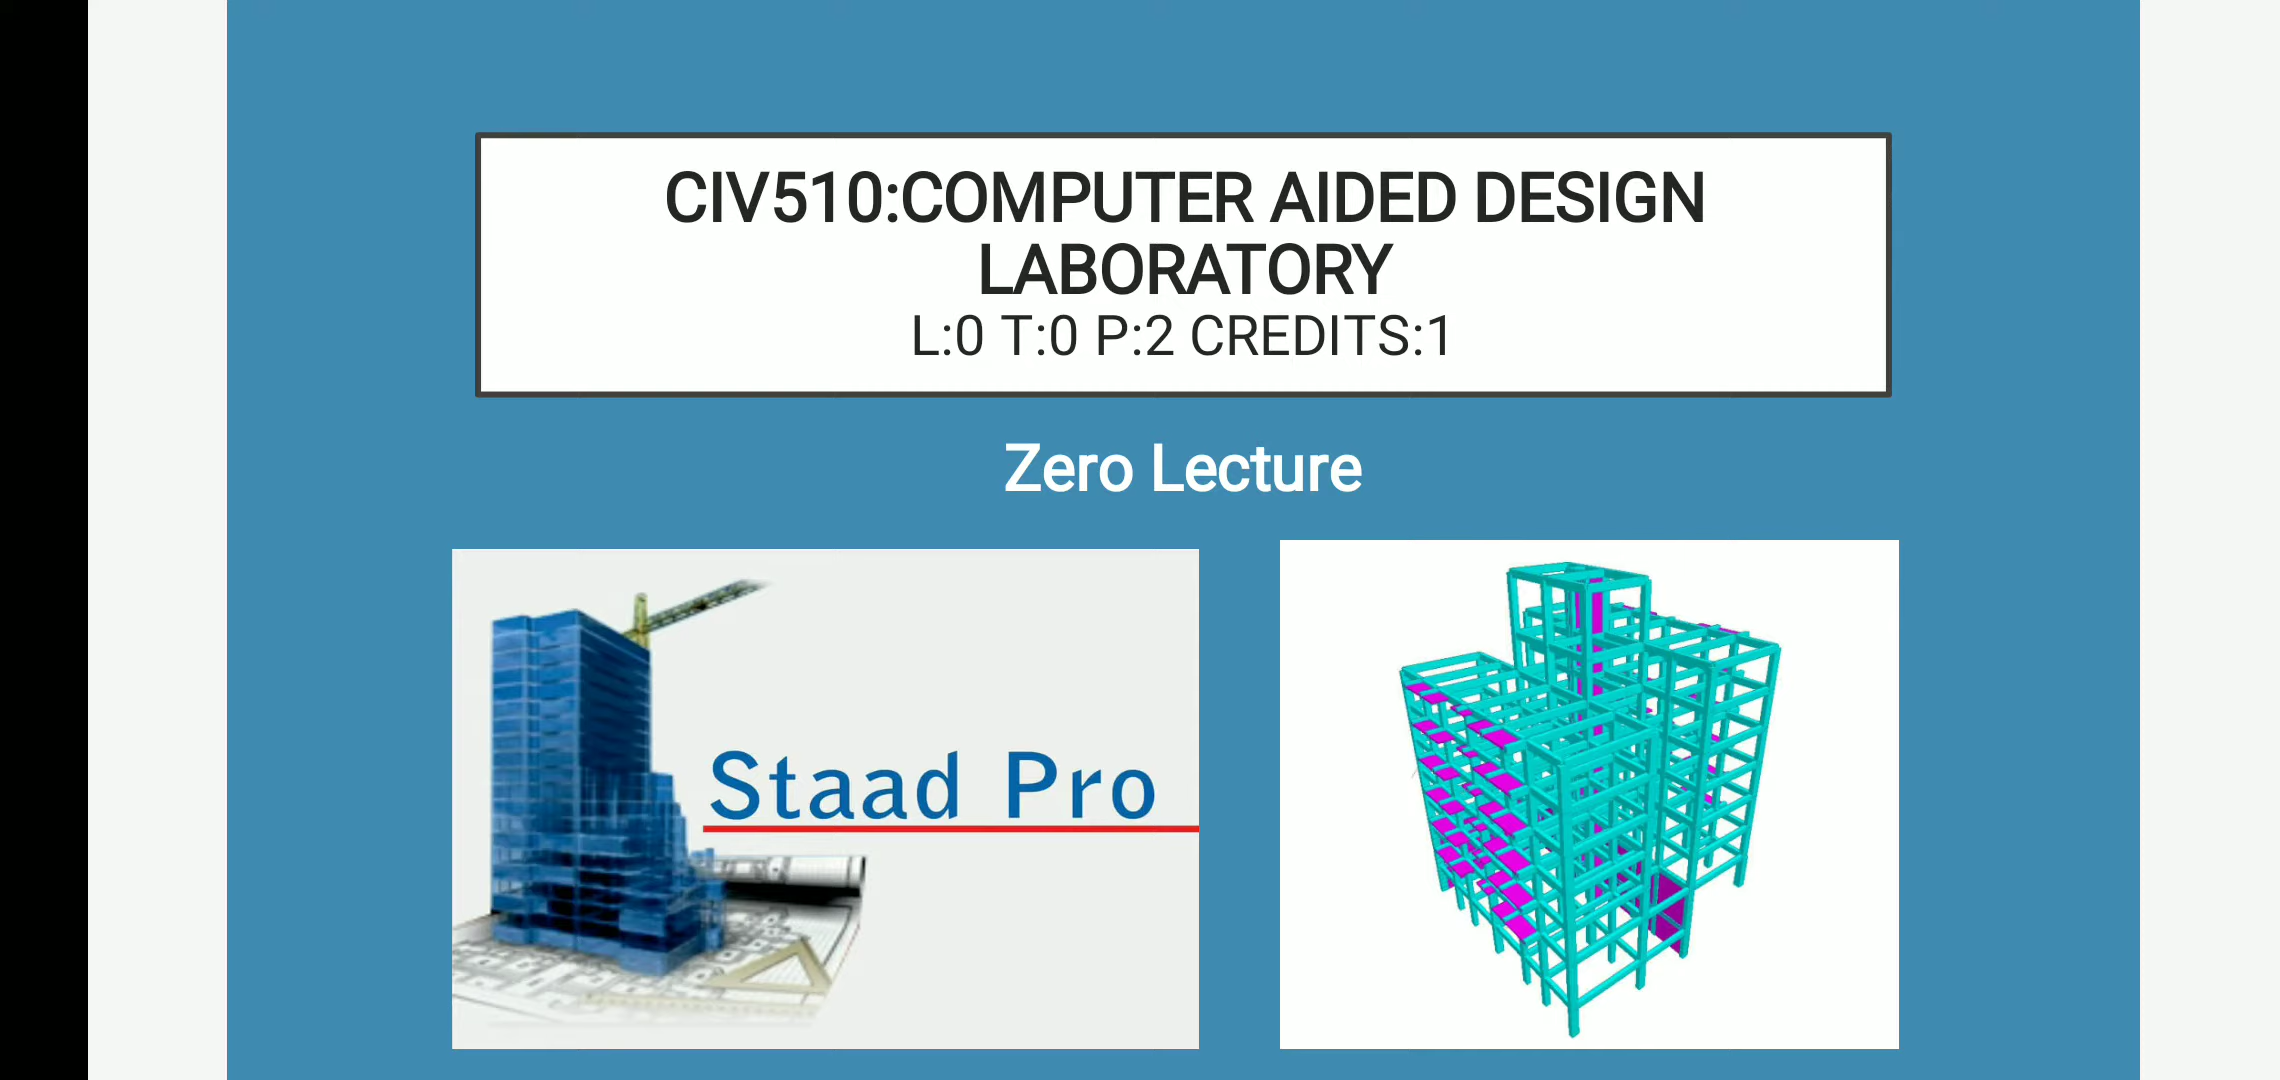 CIV510:COMPUTER AIDED DESIGN
LABORATORY
L:0 T:0 P:2 CREDITS:1
Zero Lecture
Staad Pro